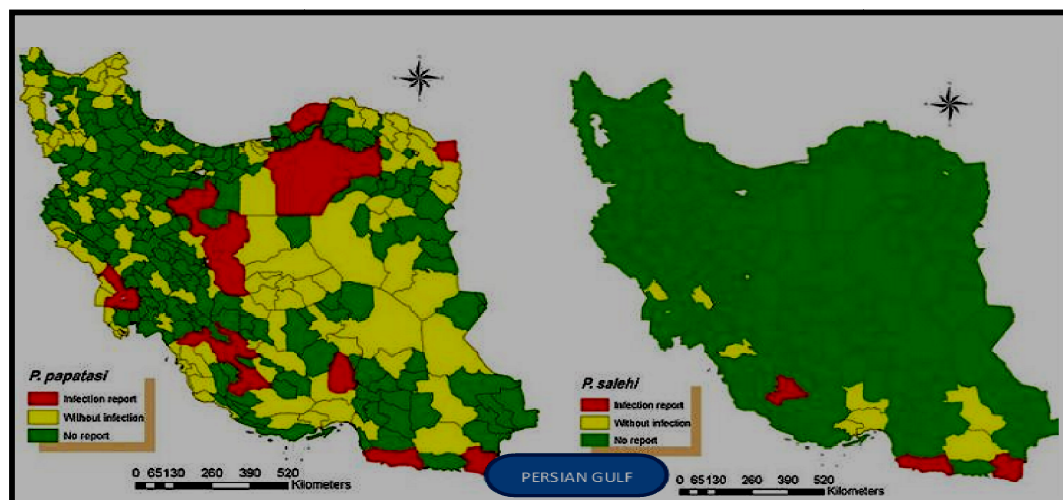 P. papatasi
Infection report
Without infection
No report
0 65130 260 390 520
Kilometers
P. salehi
Infection report
Without infection
No report
0 65130 260 390 520
Kilometers
PERSIAN GULF